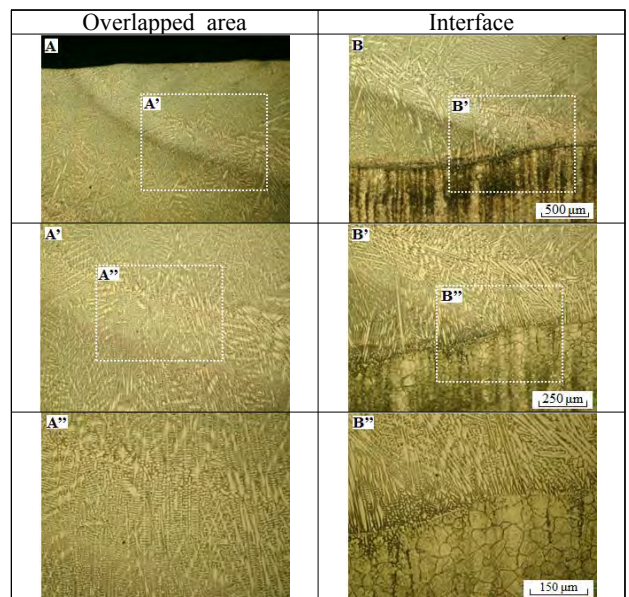 Overlapped area
Interface
A
A’
B
B’
500 μm
A’
A”
B’
B”
250 μm
A”
B”
150 μm